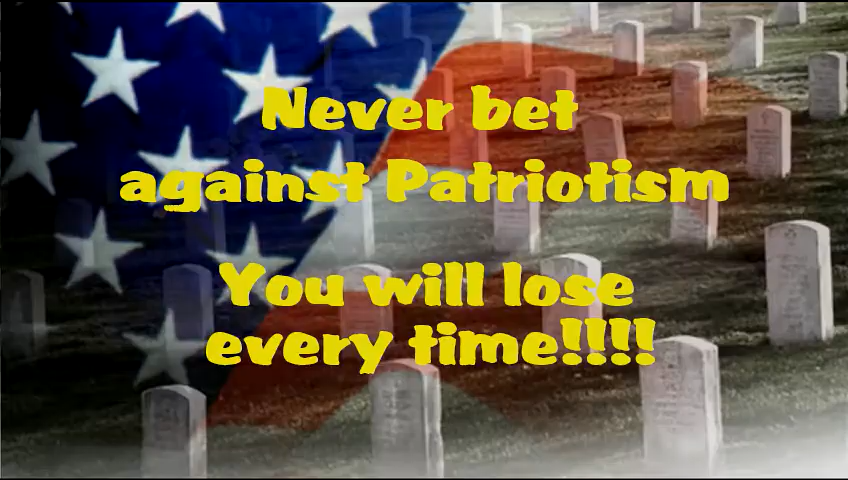 Never bet
against Patriotism
You will lose
every time!!!!